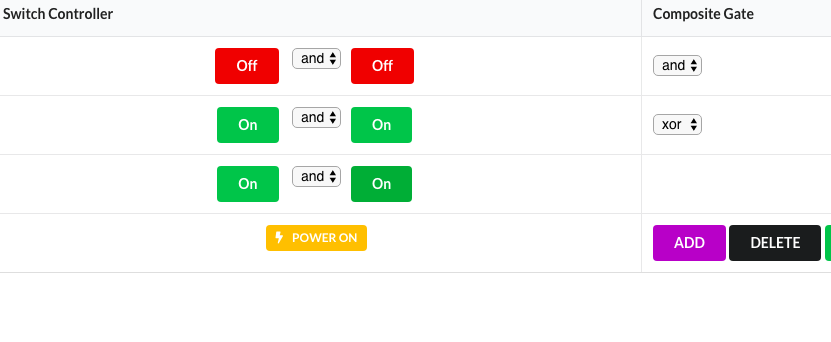 Switch Controller Composite Gate
Off and Off and
On and On xor
On and On
POWER ON ADD DELETE